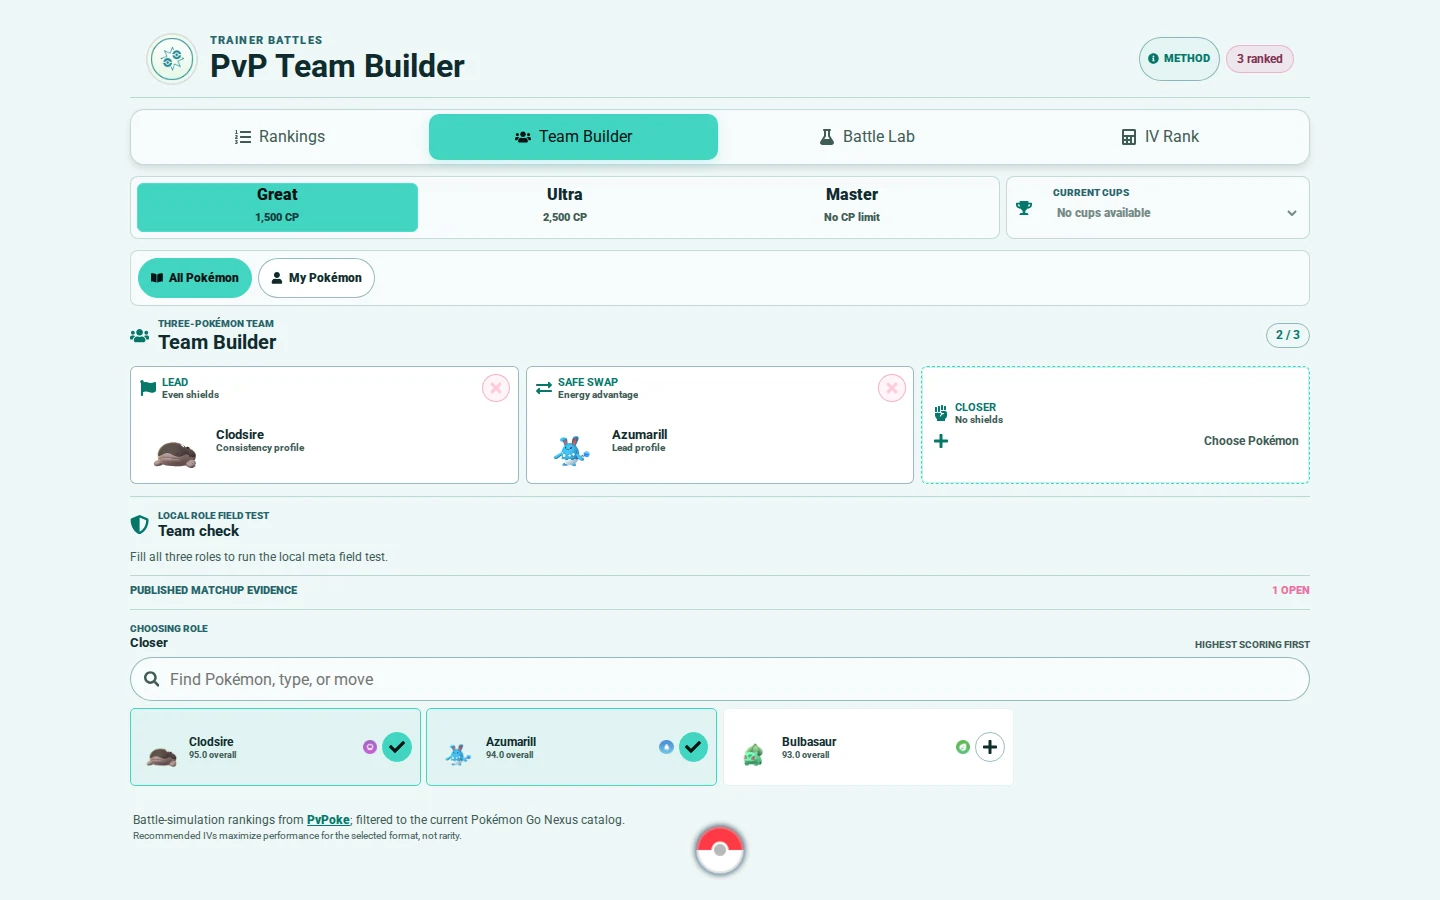 TRAINER BATTLES
PvP Team Builder
METHOD
3 ranked
Rankings
Team Builder
Battle Lab
IV Rank
Great
1,500 CP
Ultra
2,500 CP
Master
No CP limit
CURRENT CUPS
No cups available
All Pokémon
My Pokémon
THREE-POKÉMON TEAM
Team Builder
2 / 3
LEAD
Even shields
Clodsire
Consistency profile
SAFE SWAP
Energy advantage
Azumarill
Lead profile
CLOSER
No shields
Choose Pokémon
LOCAL ROLE FIELD TEST
Team check
Fill all three roles to run the local meta field test.
PUBLISHED MATCHUP EVIDENCE
1 OPEN
CHOOSING ROLE
Closer
HIGHEST SCORING FIRST
Find Pokémon, type, or move
Clodsire
95.0 overall
Azumarill
94.0 overall
Bulbasaur
93.0 overall
Battle-simulation rankings from PvPoke; filtered to the current Pokémon Go Nexus catalog.
Recommended IVs maximize performance for the selected format, not rarity.